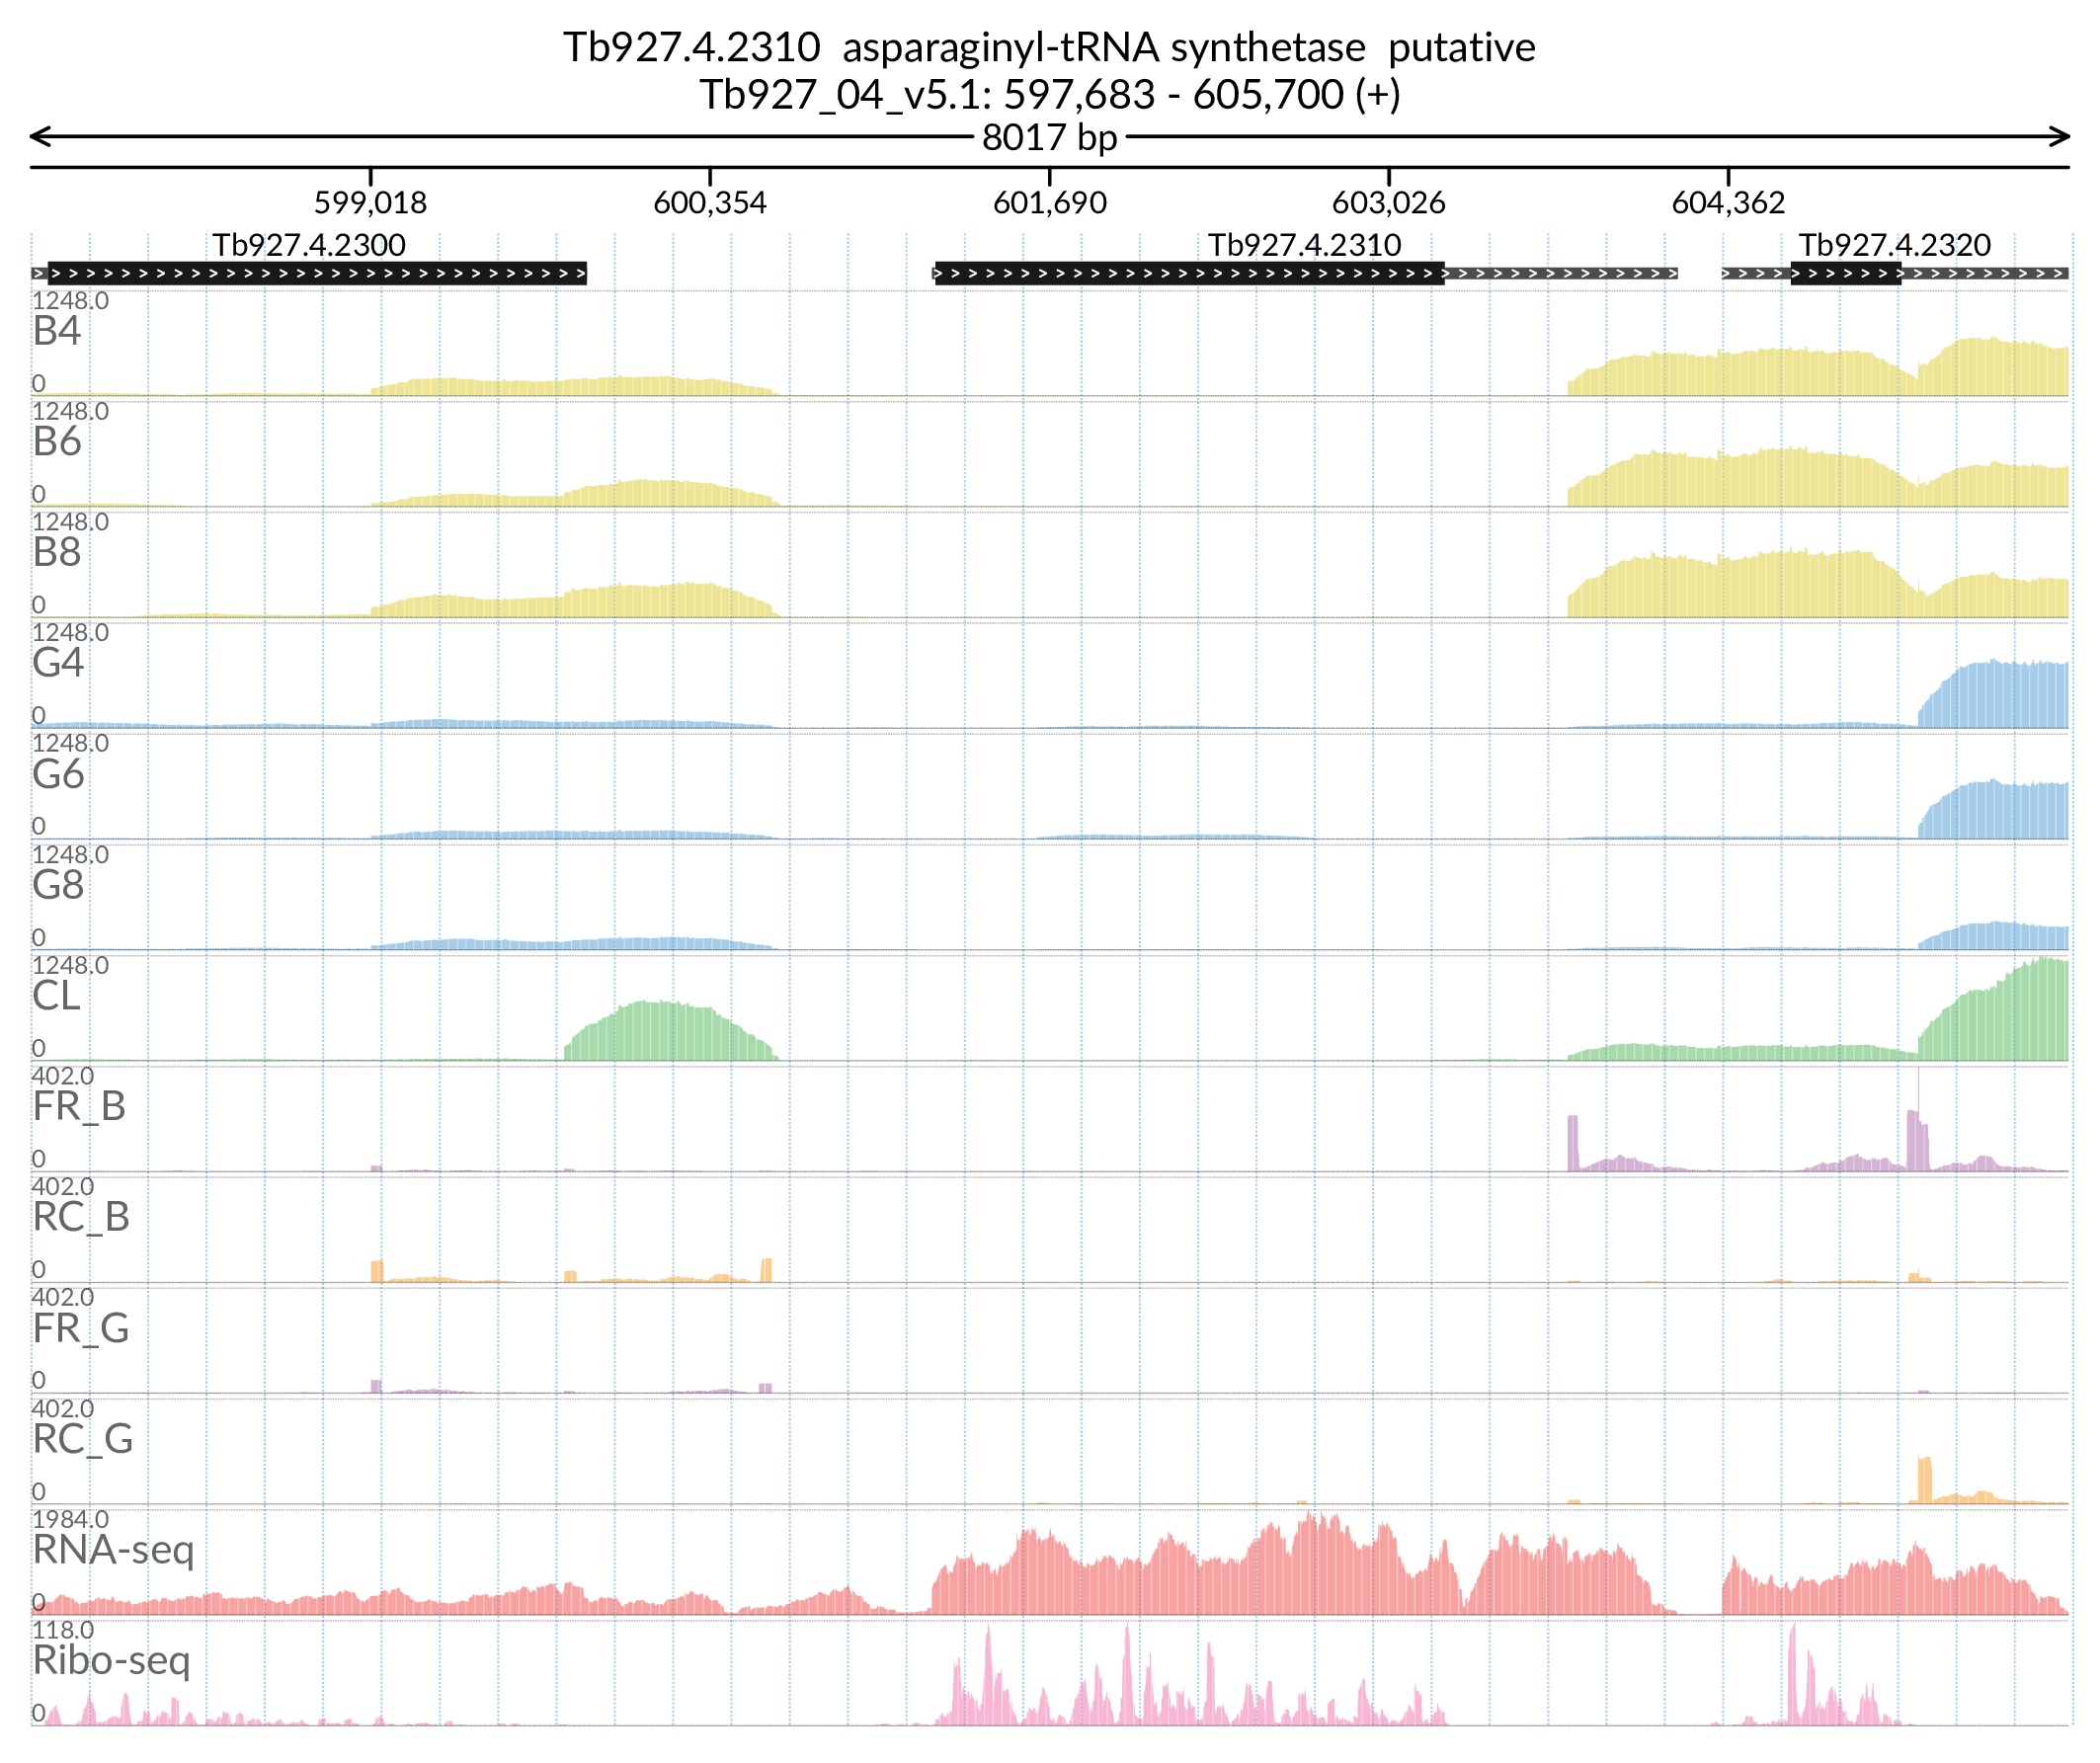 Tb927.4.2310  asparaginyl-tRNA synthetase  putative
Tb927_04_v5.1: 597,683 - 605,700 (+)
8017 bp
599,018 600,354 601,690 603,026 604,362
Tb927.4.2300 Tb927.4.2310 Tb927.4.2320
1248.0
B4
0
1248.0
B6
0
1248.0
B8
0
1248.0
G4
0
1248.0
G6
0
1248.0
G8
0
1248.0
CL
0
402.0
FR_B
0
402.0
RC_B
0
402.0
FR_G
0
402.0
RC_G
0
1984.0
RNA-seq
0
118.0
Ribo-seq
0